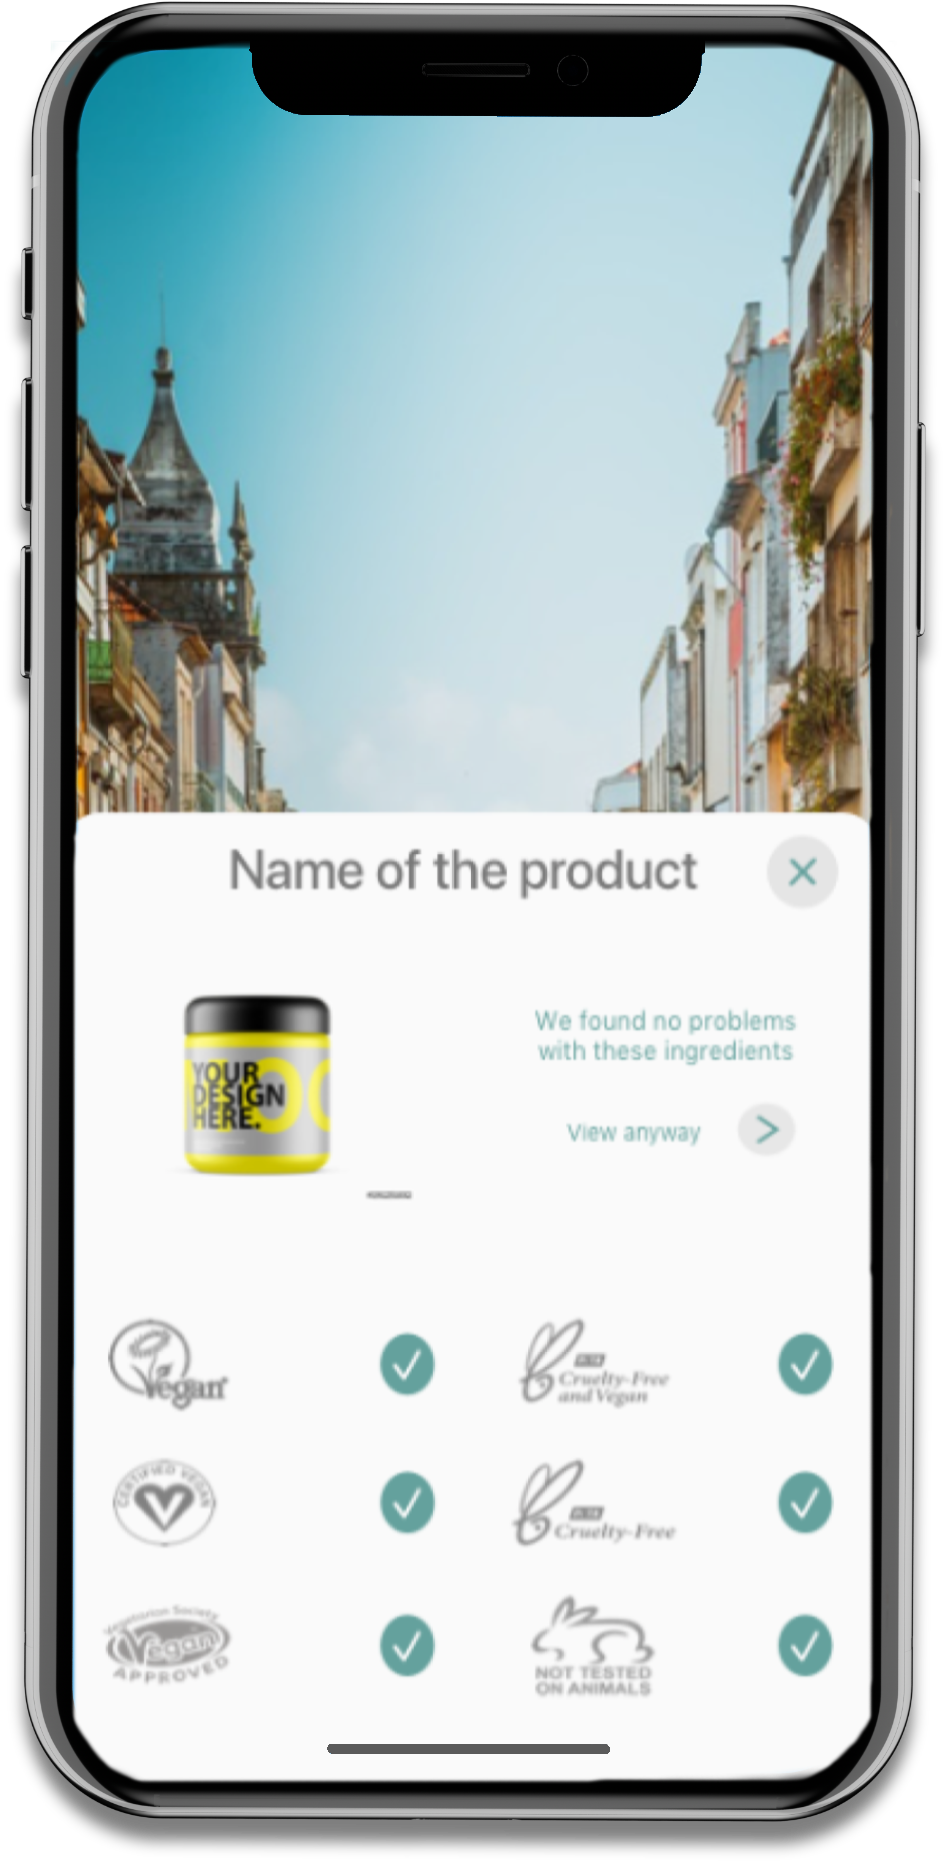 Name of the product
We found no problems
with these ingredients
YOUR
DESIGN
HERE.
View anyway
Vegan
Cruelty-Free
and Vegan
CERTIFIED VEGAN
Cruelty-Free
Vegetarian Society
Vegan
APPROVED
NOT TESTED
ON ANIMALS